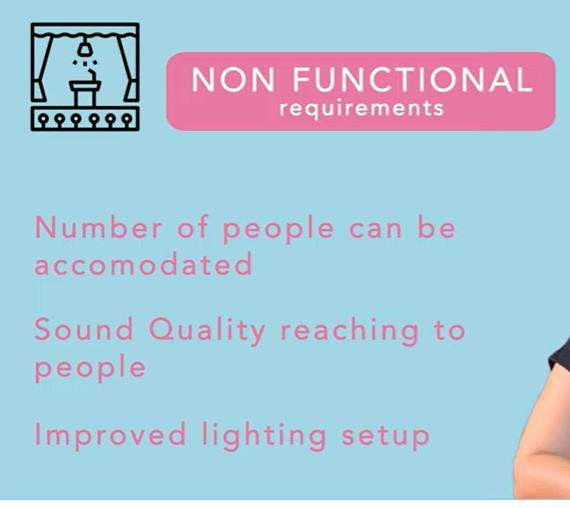 NON FUNCTIONAL
requirements
Number of people can be
accomodated
Sound Quality reaching to
people
Improved lighting setup